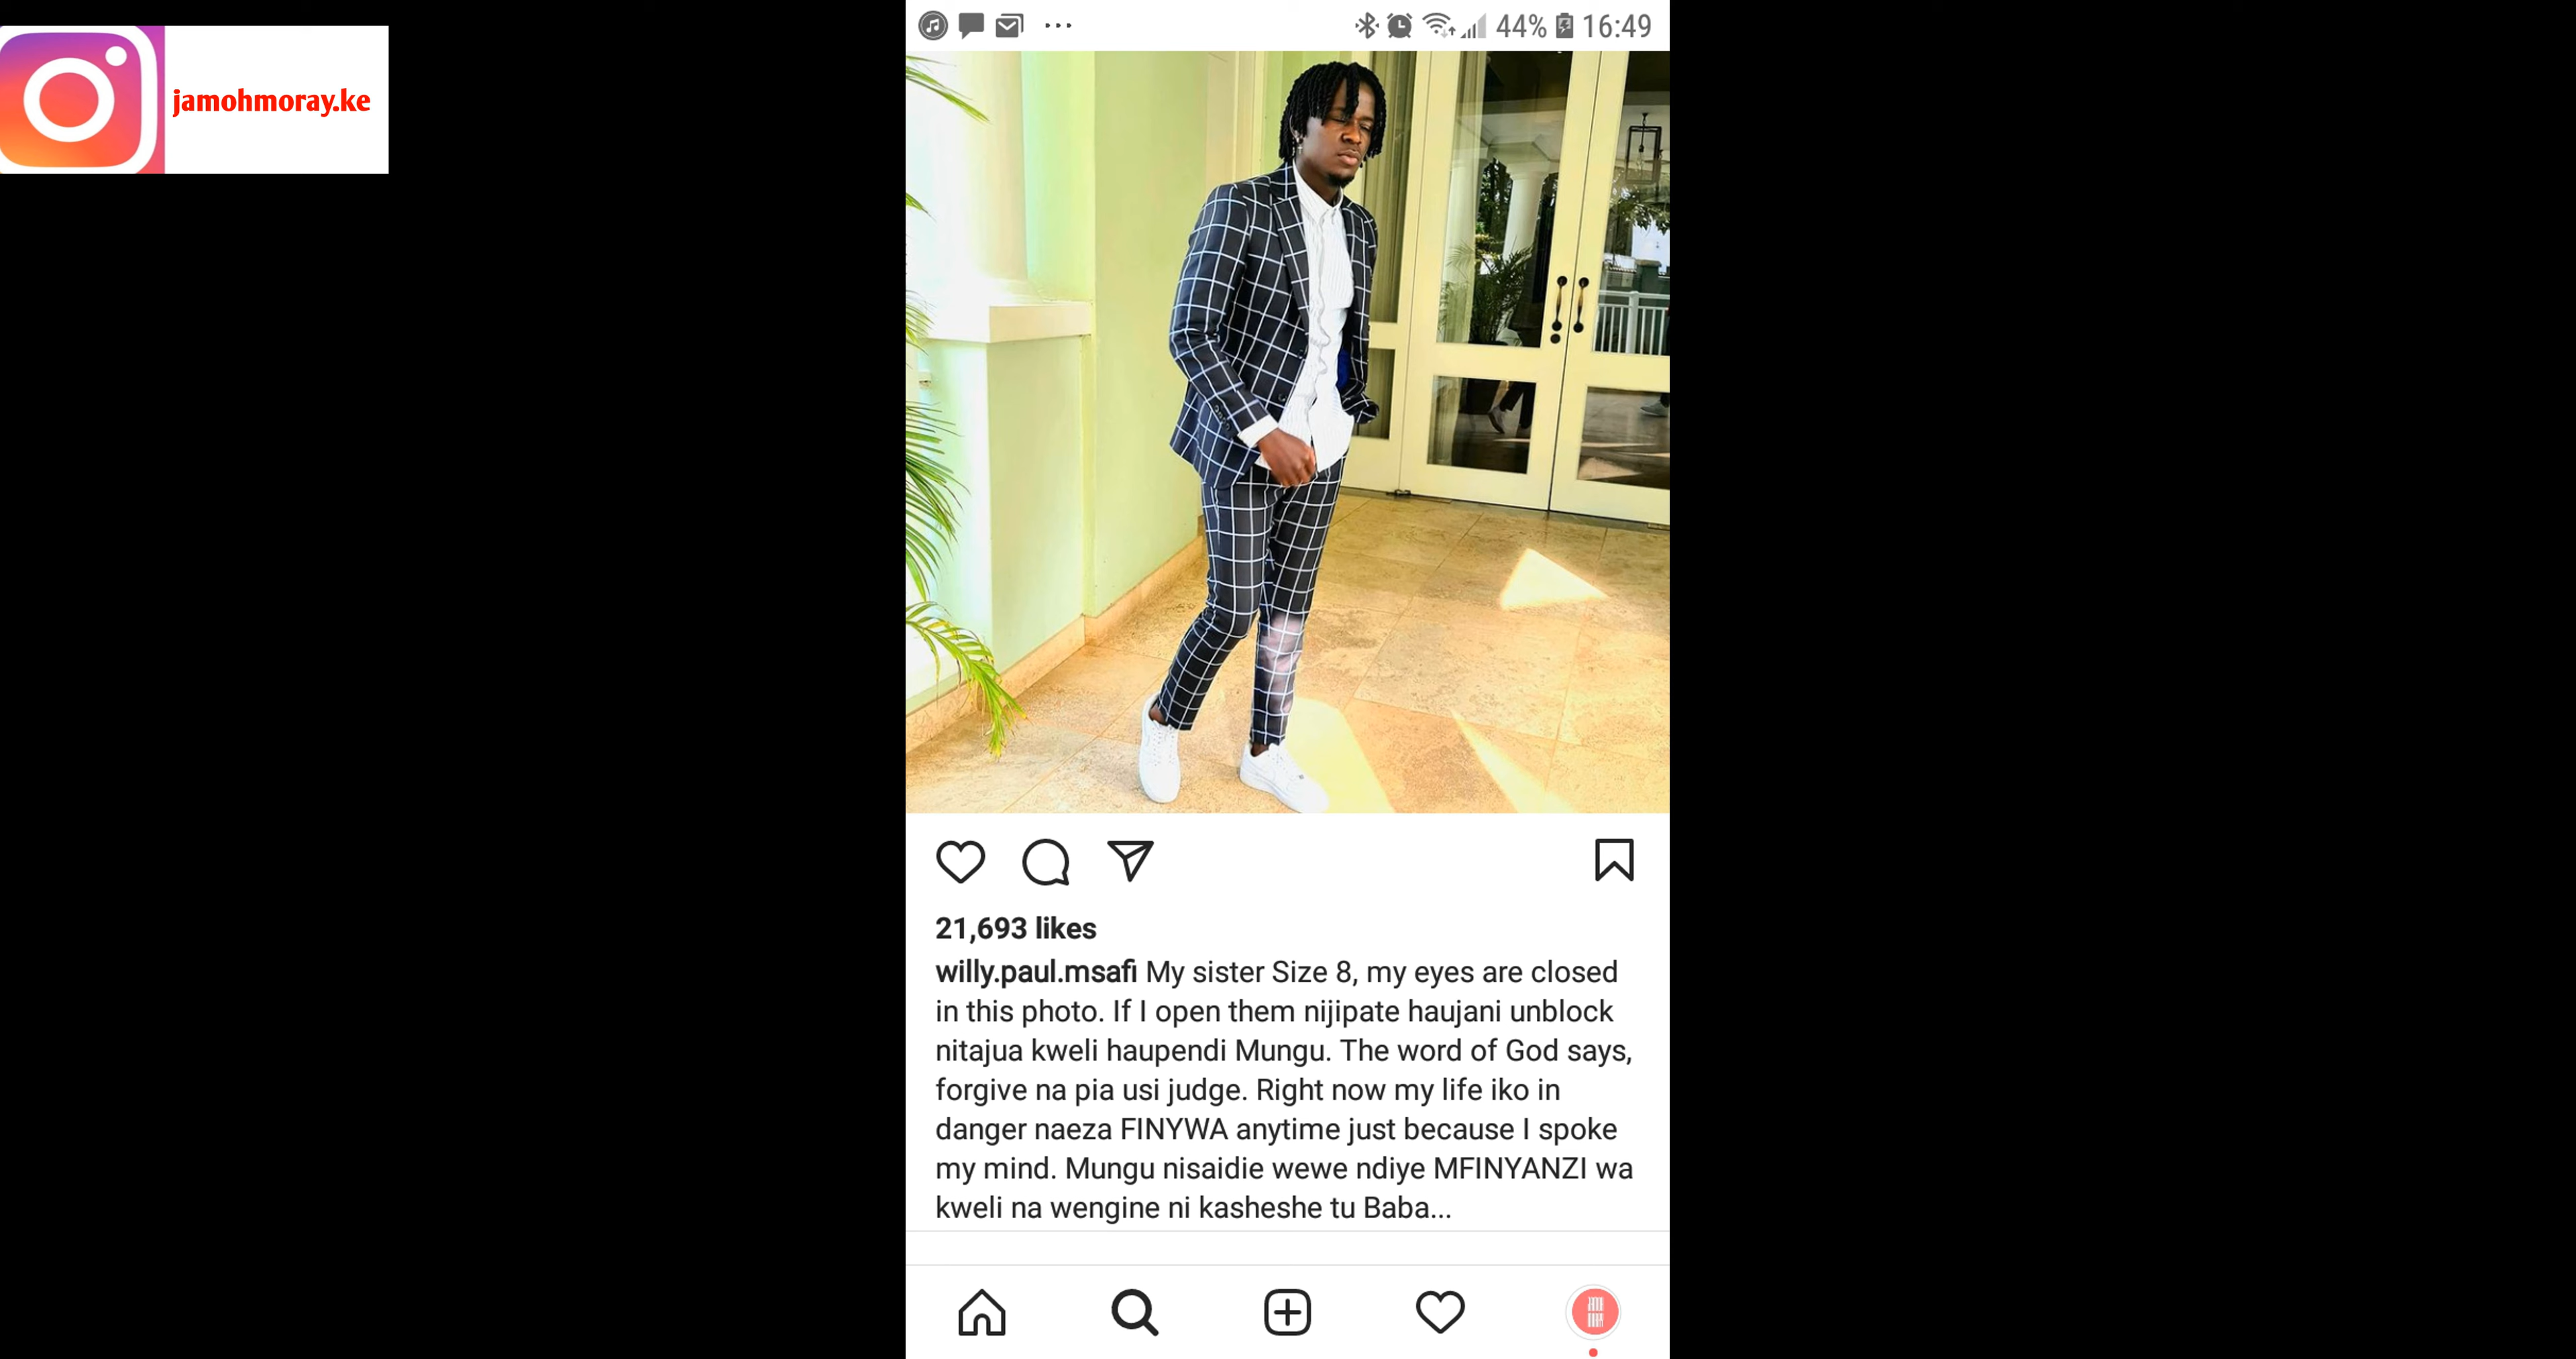 jamohmoray.ke
44% 16:49
21,693 likes
willy.paul.msafi My sister Size 8, my eyes are closed
in this photo. If I open them nijipate haujani unblock
nitajua kweli haupendi Mungu. The word of God says,
forgive na pia usi judge. Right now my life iko in
danger naeza FINYWA anytime just because I spoke
my mind. Mungu nisaidie wewe ndiye MFINYANZI wa
kweli na wengine ni kasheshe tu Baba...